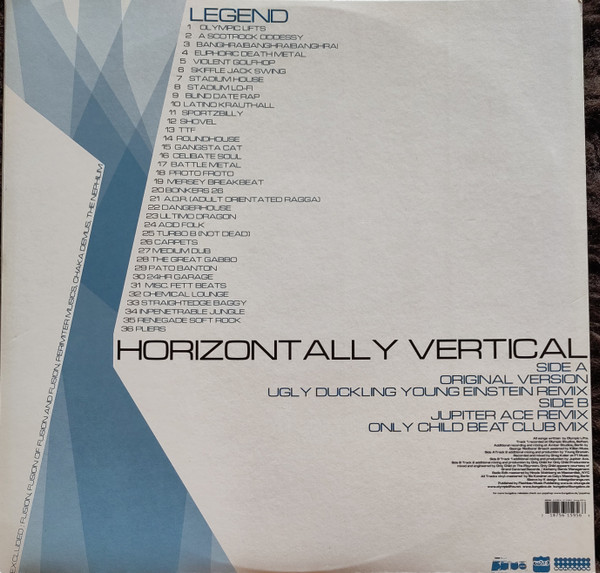 LEGEND
1 OLYMPIC LIFTS
2 A SCOTROCK ODDESSY
3 BANGHRA!BANGHRA!BANGHRA!
4 EUPHORIC DEATH METAL
5 VIOLENT GOLFHOP
6 SKIFFLE JACK SWING
7 STADIUM HOUSE
8 STADIUM LO-FI
9 BLIND DATE RAP
10 LATINO KRAUTHALL
11 SPORTZBILLY
12 SHOVEL
13 TTF
14 ROUNDHOUSE
15 GANGSTA CAT
16 CELIBATE SOUL
17 BATTLE METAL
18 PROTO FROTO
19 MERSEY BREAKBEAT
20 BONKERS 26
21 A.O.R. (ADULT ORIENTATED RAGGA)
22 DANGERHOUSE
23 ULTIMO DRAGON
24 ACID FOLK
25 TURBO B (NOT DEAD)
26 CARPETS
27 MEDIUM DUB
28 THE GREAT GABBO
29 PATO BANTON
30 24HR GARAGE
31 MISC. FETT BEATS
32 CHEMICAL LOUNGE
33 STRAIGHTEDGE BAGGY
34 INPENETRABLE JUNGLE
35 RENEGADE SOFT ROCK
36 PLIERS
EXCLUDED : FUSION, FUSION OF FUSION AND FUSION, PERIMITER MUSICS, CHAKA DEMUS, THE NEPHILIM
HORIZONTALLY VERTICAL
SIDE A
ORIGINAL VERSION
UGLY DUCKLING YOUNG EINSTEIN REMIX
SIDE B
JUPITER ACE REMIX
ONLY CHILD BEAT CLUB MIX